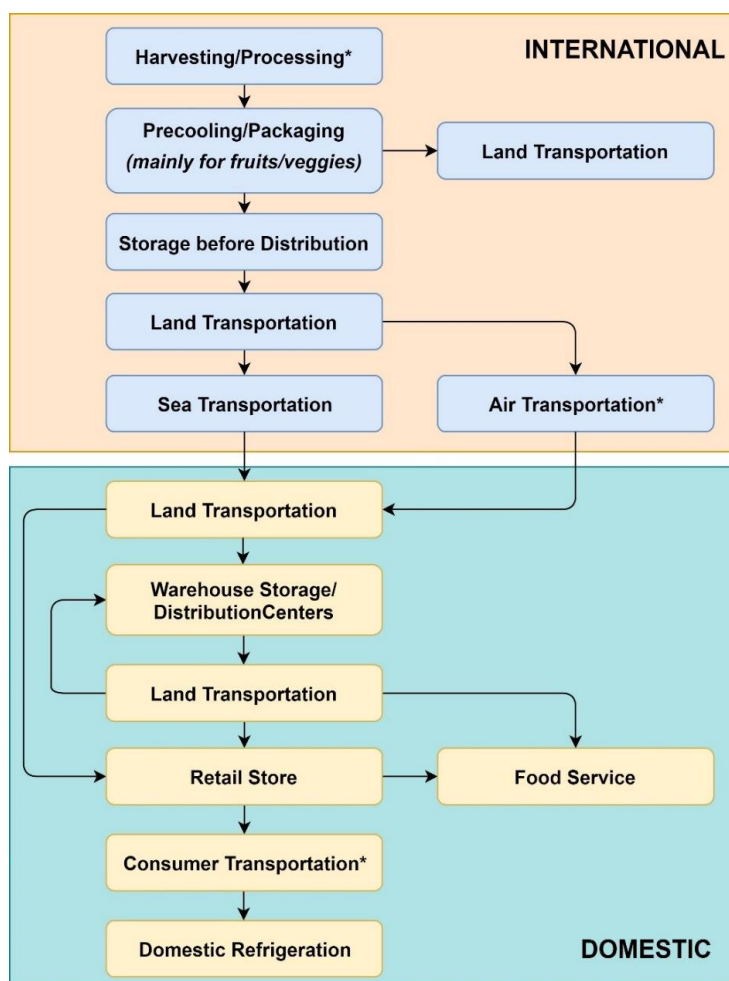 INTERNATIONAL
Harvesting/Processing*
Precooling/Packaging
(mainly for fruits/veggies)
Land Transportation
Storage before Distribution
Land Transportation
Sea Transportation
Air Transportation*
Land Transportation
Warehouse Storage/
DistributionCenters
Land Transportation
Retail Store
Food Service
Consumer Transportation*
Domestic Refrigeration
DOMESTIC